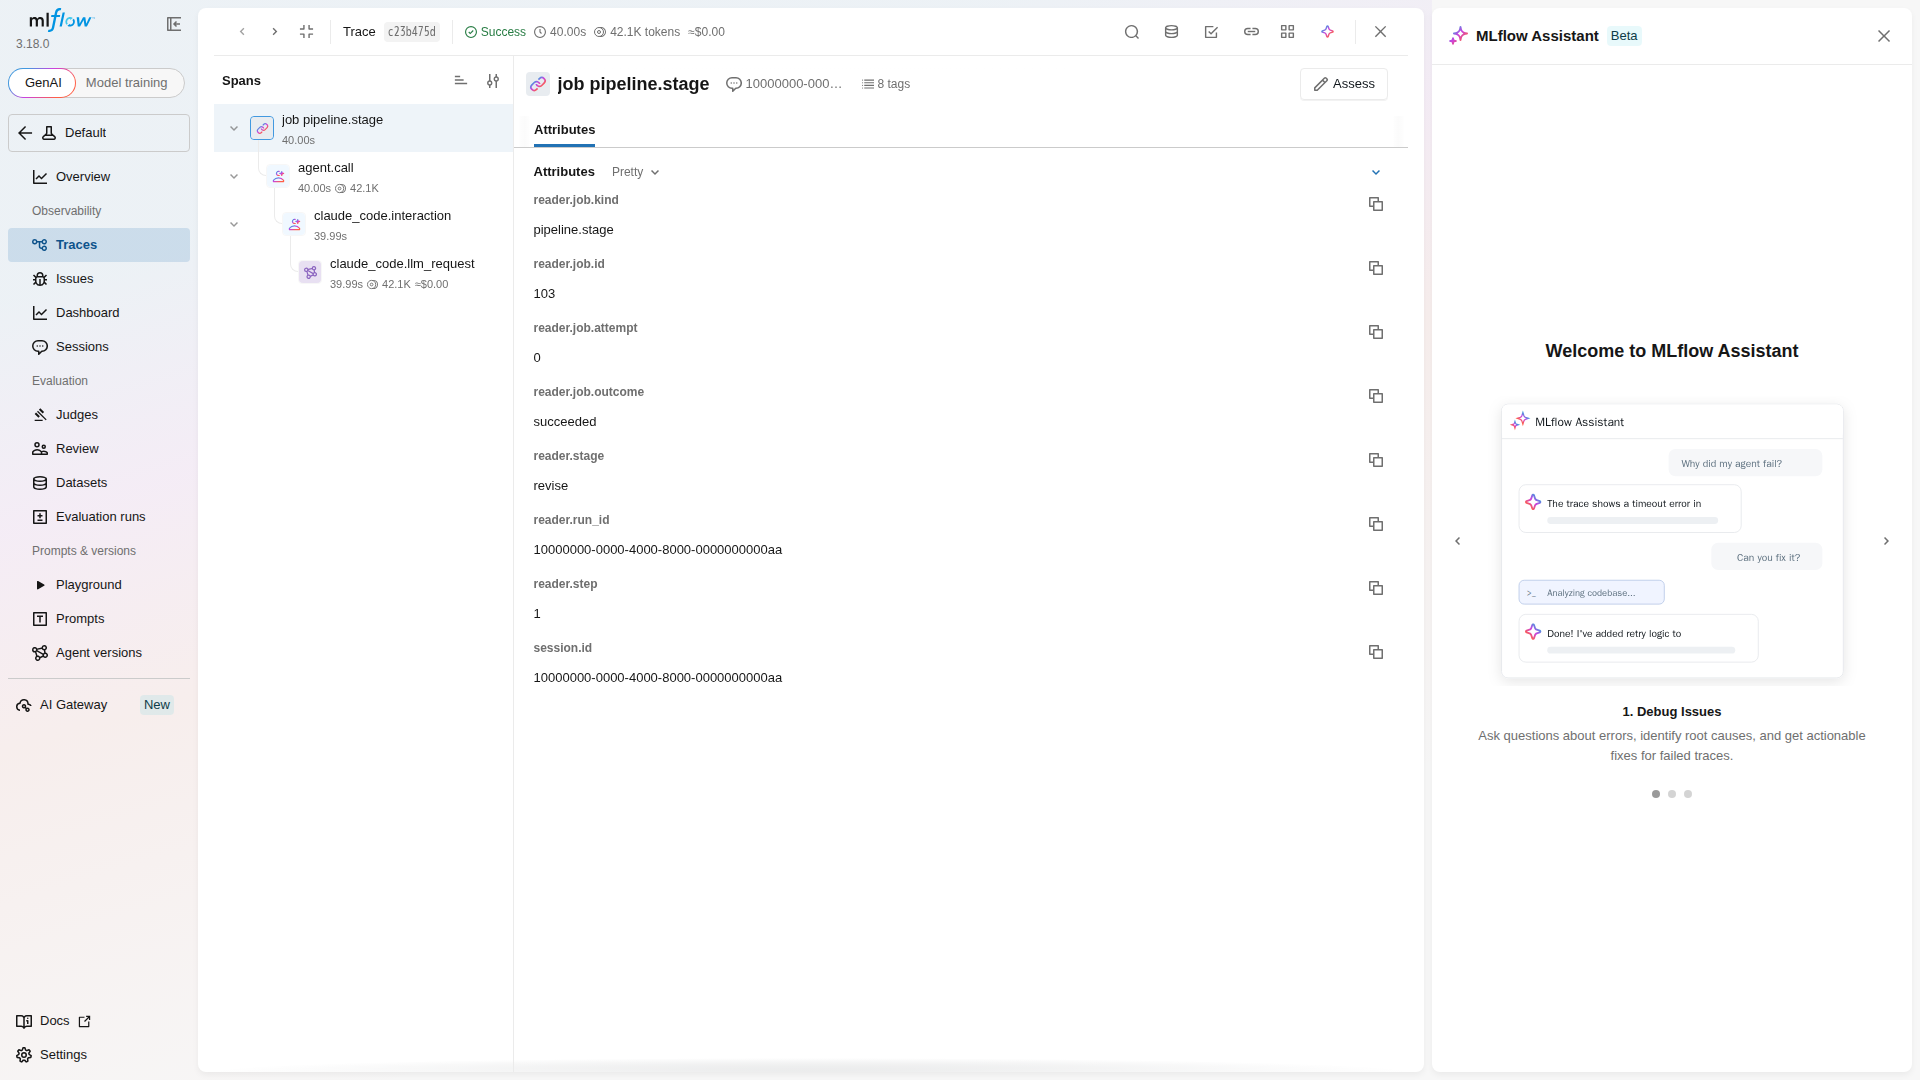 mlflow
3.18.0
GenAI
Model training
Default
Overview
Observability
Traces
Issues
Dashboard
Sessions
Evaluation
Judges
Review
Datasets
Evaluation runs
Prompts & versions
Playground
Prompts
Agent versions
AI Gateway
New
Docs
Settings
Trace c23b475d Success 40.00s 42.1K tokens ≈$0.00
Spans
job pipeline.stage
40.00s
agent.call
40.00s 42.1K
claude_code.interaction
39.99s
claude_code.llm_request
39.99s 42.1K ≈$0.00
job pipeline.stage 10000000-000… 8 tags
Assess
Attributes
Attributes Pretty
reader.job.kind
pipeline.stage
reader.job.id
103
reader.job.attempt
0
reader.job.outcome
succeeded
reader.stage
revise
reader.run_id
10000000-0000-4000-8000-0000000000aa
reader.step
1
session.id
10000000-0000-4000-8000-0000000000aa
MLflow Assistant Beta
Welcome to MLflow Assistant
MLflow Assistant
Why did my agent fail?
The trace shows a timeout error in
Can you fix it?
>_ Analyzing codebase...
Done! I've added retry logic to
1. Debug Issues
Ask questions about errors, identify root causes, and get actionable
fixes for failed traces.